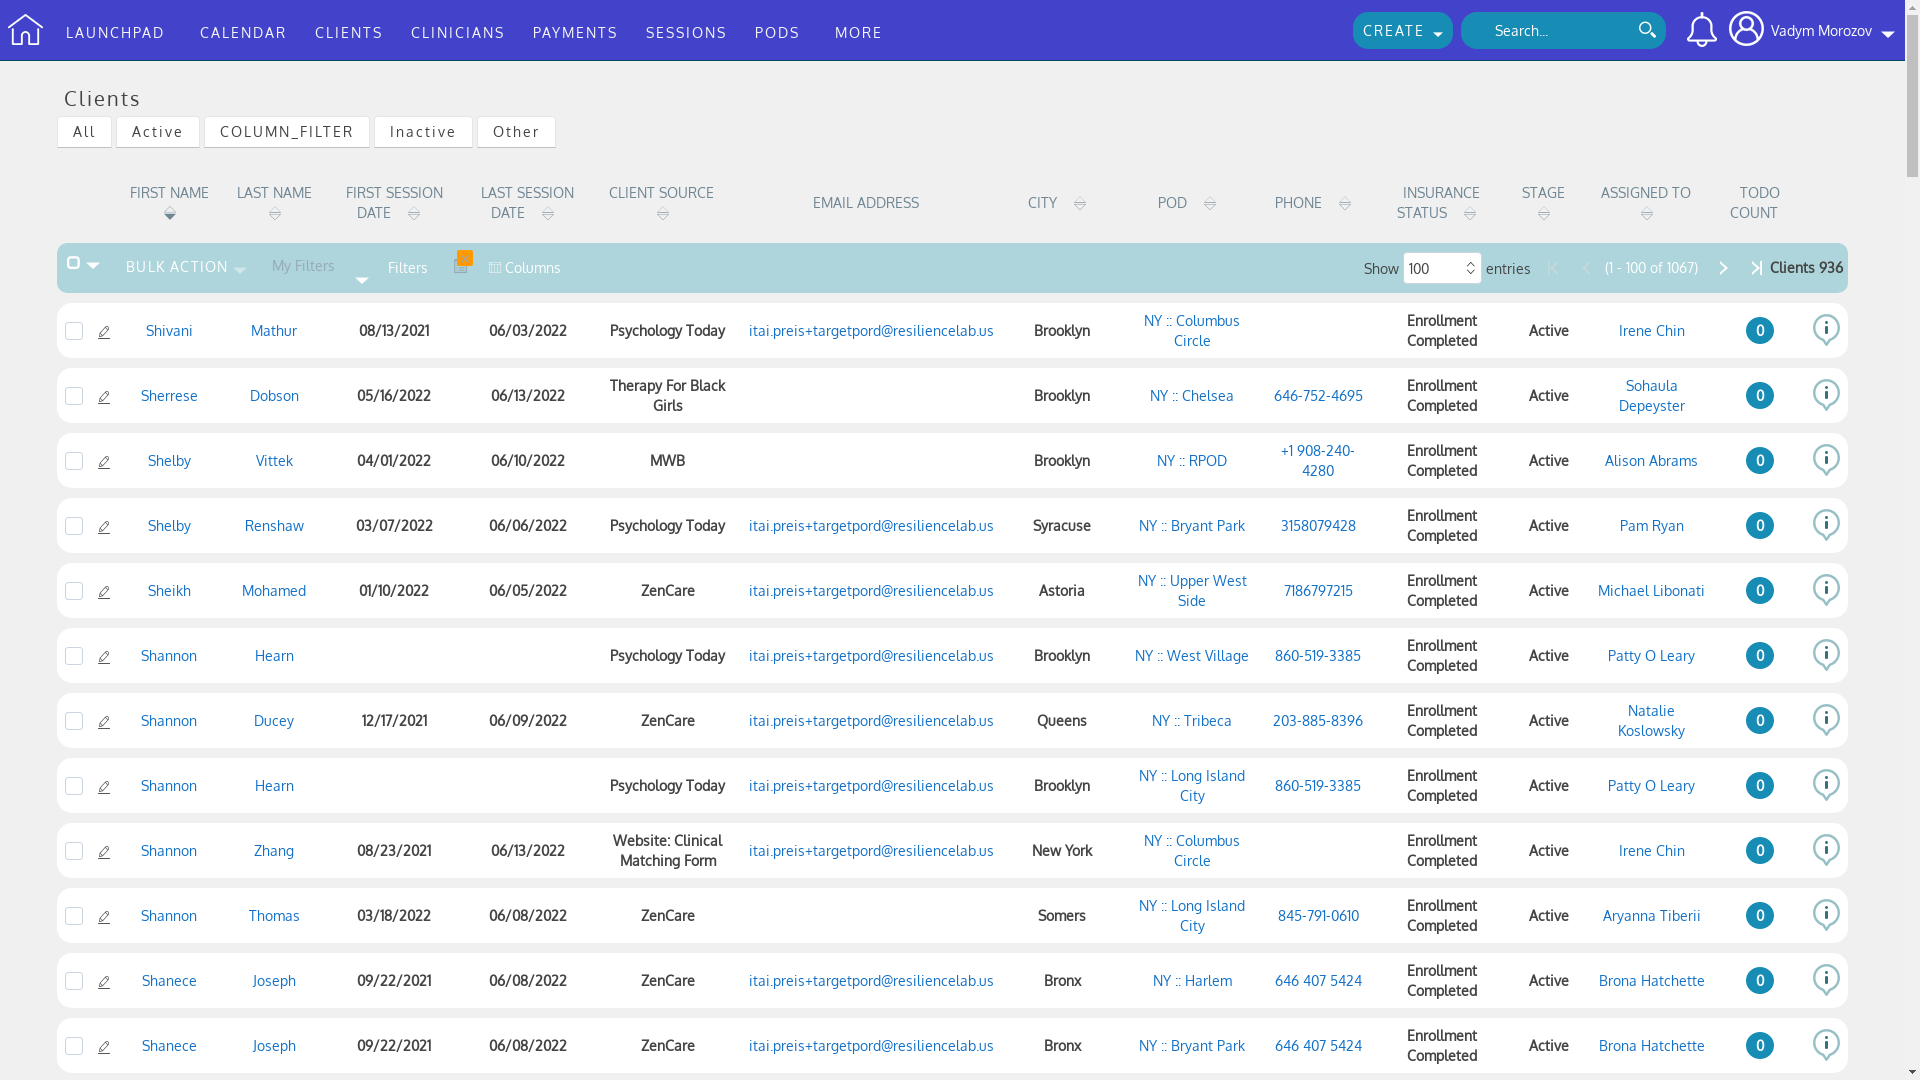 LAUNCHPAD CALENDAR CLIENTS CLINICIANS PAYMENTS SESSIONS PODS MORE CREATE Search... Vadym Morozov
Clients
All Active COLUMN_FILTER Inactive Other
FIRST NAME LAST NAME FIRST SESSION DATE LAST SESSION DATE CLIENT SOURCE EMAIL ADDRESS CITY POD PHONE INSURANCE STATUS STAGE ASSIGNED TO TODO COUNT
BULK ACTION My Filters Filters Columns Show 100 entries (1 - 100 of 1067) Clients 936
Shivani Mathur 08/13/2021 06/03/2022 Psychology Today itai.preis+targetpord@resiliencelab.us Brooklyn NY :: Columbus Circle Enrollment Completed Active Irene Chin 0
Sherrese Dobson 05/16/2022 06/13/2022 Therapy For Black Girls Brooklyn NY :: Chelsea 646-752-4695 Enrollment Completed Active Sohaula Depeyster 0
Shelby Vittek 04/01/2022 06/10/2022 MWB Brooklyn NY :: RPOD +1 908-240-4280 Enrollment Completed Active Alison Abrams 0
Shelby Renshaw 03/07/2022 06/06/2022 Psychology Today itai.preis+targetpord@resiliencelab.us Syracuse NY :: Bryant Park 3158079428 Enrollment Completed Active Pam Ryan 0
Sheikh Mohamed 01/10/2022 06/05/2022 ZenCare itai.preis+targetpord@resiliencelab.us Astoria NY :: Upper West Side 7186797215 Enrollment Completed Active Michael Libonati 0
Shannon Hearn Psychology Today itai.preis+targetpord@resiliencelab.us Brooklyn NY :: West Village 860-519-3385 Enrollment Completed Active Patty O Leary 0
Shannon Ducey 12/17/2021 06/09/2022 ZenCare itai.preis+targetpord@resiliencelab.us Queens NY :: Tribeca 203-885-8396 Enrollment Completed Active Natalie Koslowsky 0
Shannon Hearn Psychology Today itai.preis+targetpord@resiliencelab.us Brooklyn NY :: Long Island City 860-519-3385 Enrollment Completed Active Patty O Leary 0
Shannon Zhang 08/23/2021 06/13/2022 Website: Clinical Matching Form itai.preis+targetpord@resiliencelab.us New York NY :: Columbus Circle Enrollment Completed Active Irene Chin 0
Shannon Thomas 03/18/2022 06/08/2022 ZenCare Somers NY :: Long Island City 845-791-0610 Enrollment Completed Active Aryanna Tiberii 0
Shanece Joseph 09/22/2021 06/08/2022 ZenCare itai.preis+targetpord@resiliencelab.us Bronx NY :: Harlem 646 407 5424 Enrollment Completed Active Brona Hatchette 0
Shanece Joseph 09/22/2021 06/08/2022 ZenCare itai.preis+targetpord@resiliencelab.us Bronx NY :: Bryant Park 646 407 5424 Enrollment Completed Active Brona Hatchette 0